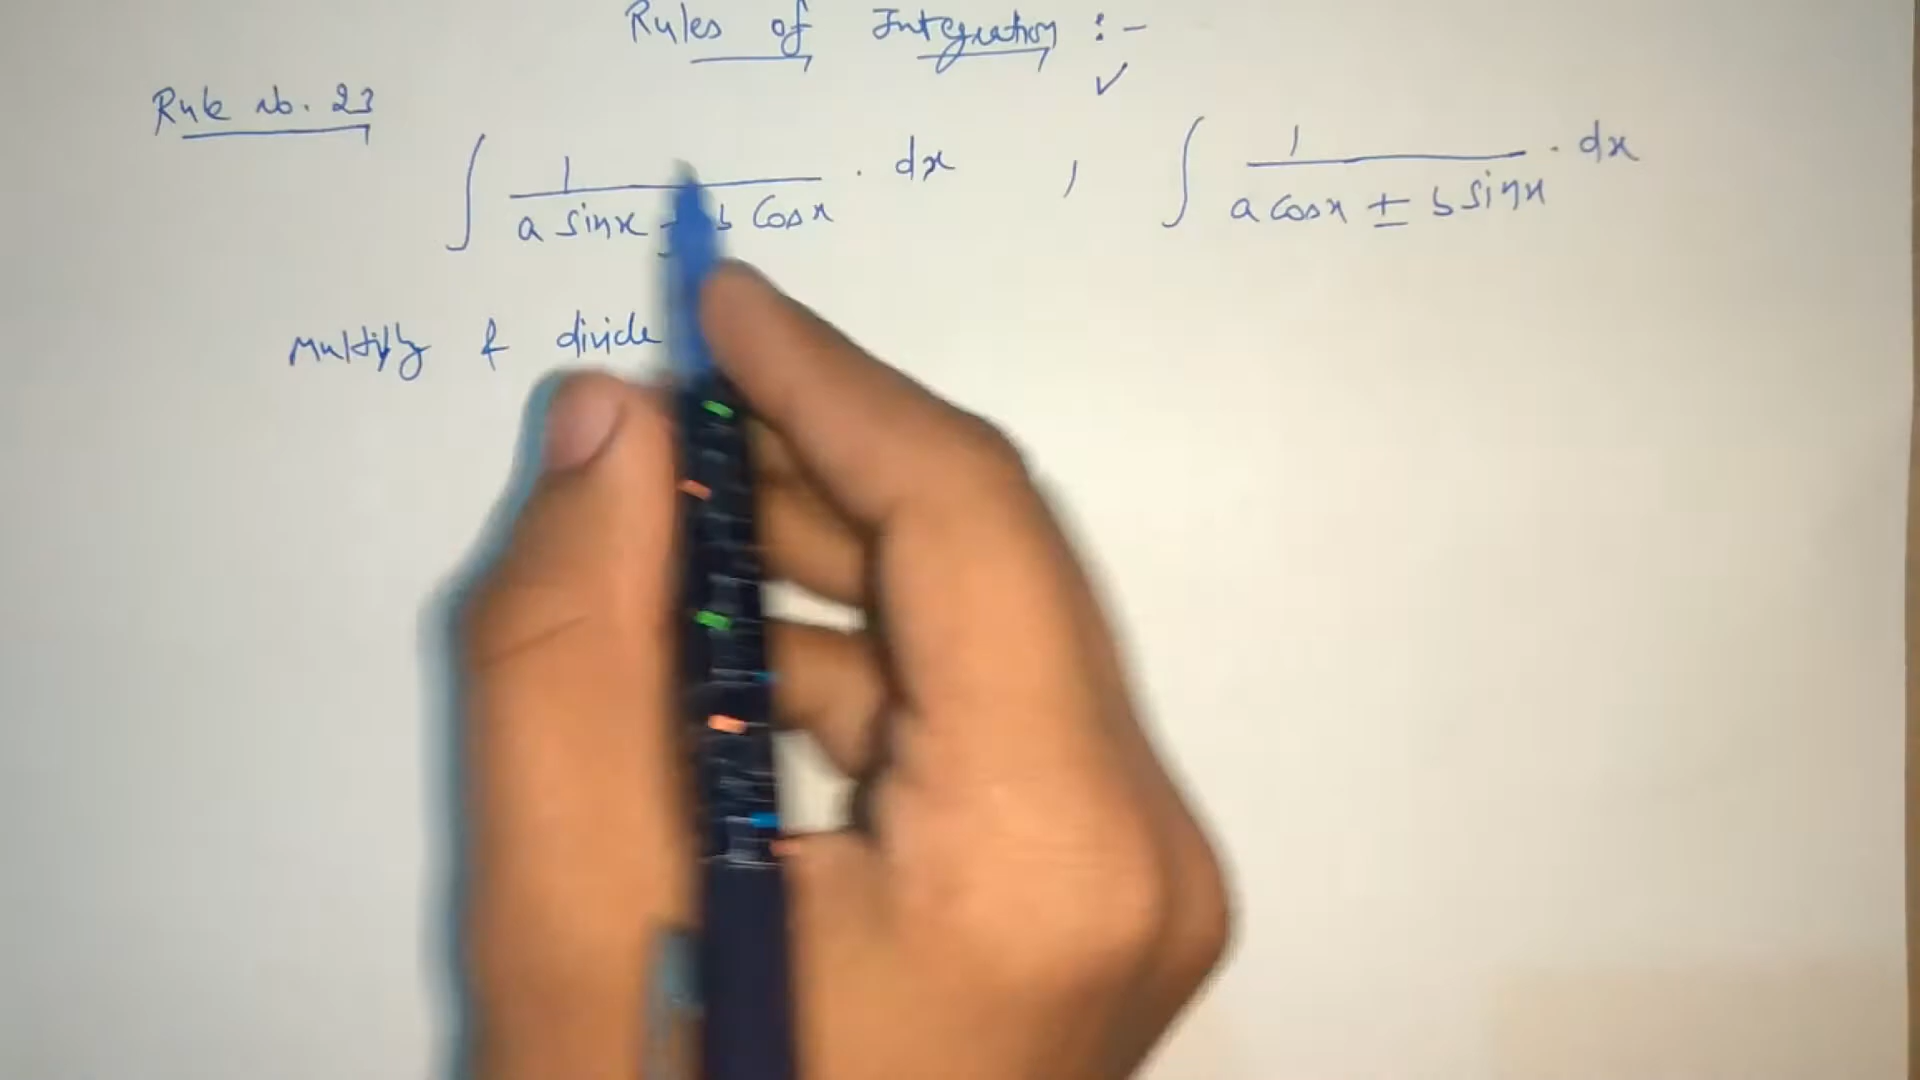 Rules of Integration :-
Rule no. 23
∫ 1 / a sinx ± b cosx . dx , ∫ 1 / a cosx ± b sinx . dx
Multiply & divide